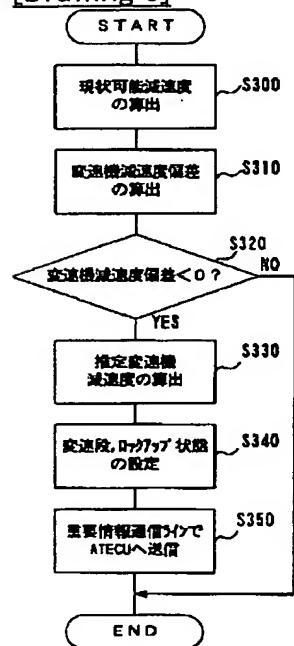 START
現状可能減速度
の算出
S300
変速機減速度偏差
の算出
S310
変速機減速度偏差<0?
S320
NO
YES
推定変速機
減速度の算出
S330
変速段,ロックアップ状態
の設定
S340
重要情報通信ラインで
ATECUへ送信
S350
END